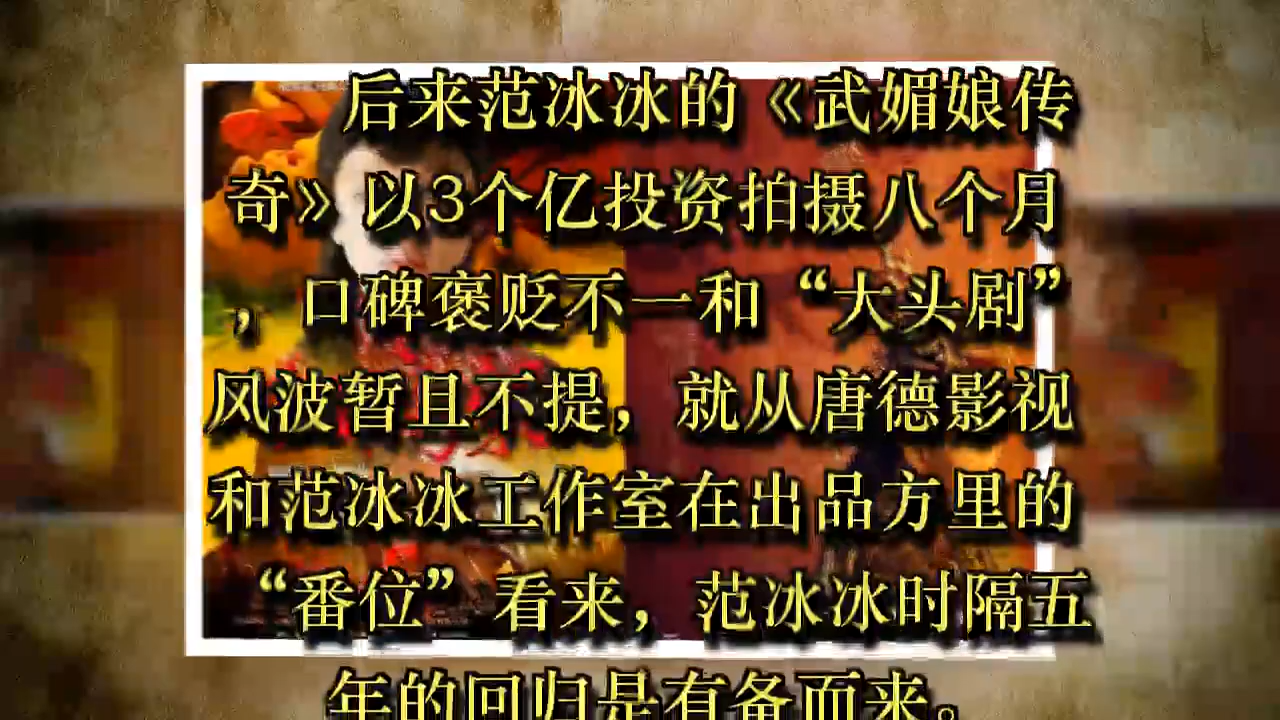 后来范冰冰的《武媚娘传
奇》以3个亿投资拍摄八个月
，口碑褒贬不一和“大头剧”
风波暂且不提，就从唐德影视
和范冰冰工作室在出品方里的
“番位”看来，范冰冰时隔五
年的回归是有备而来。